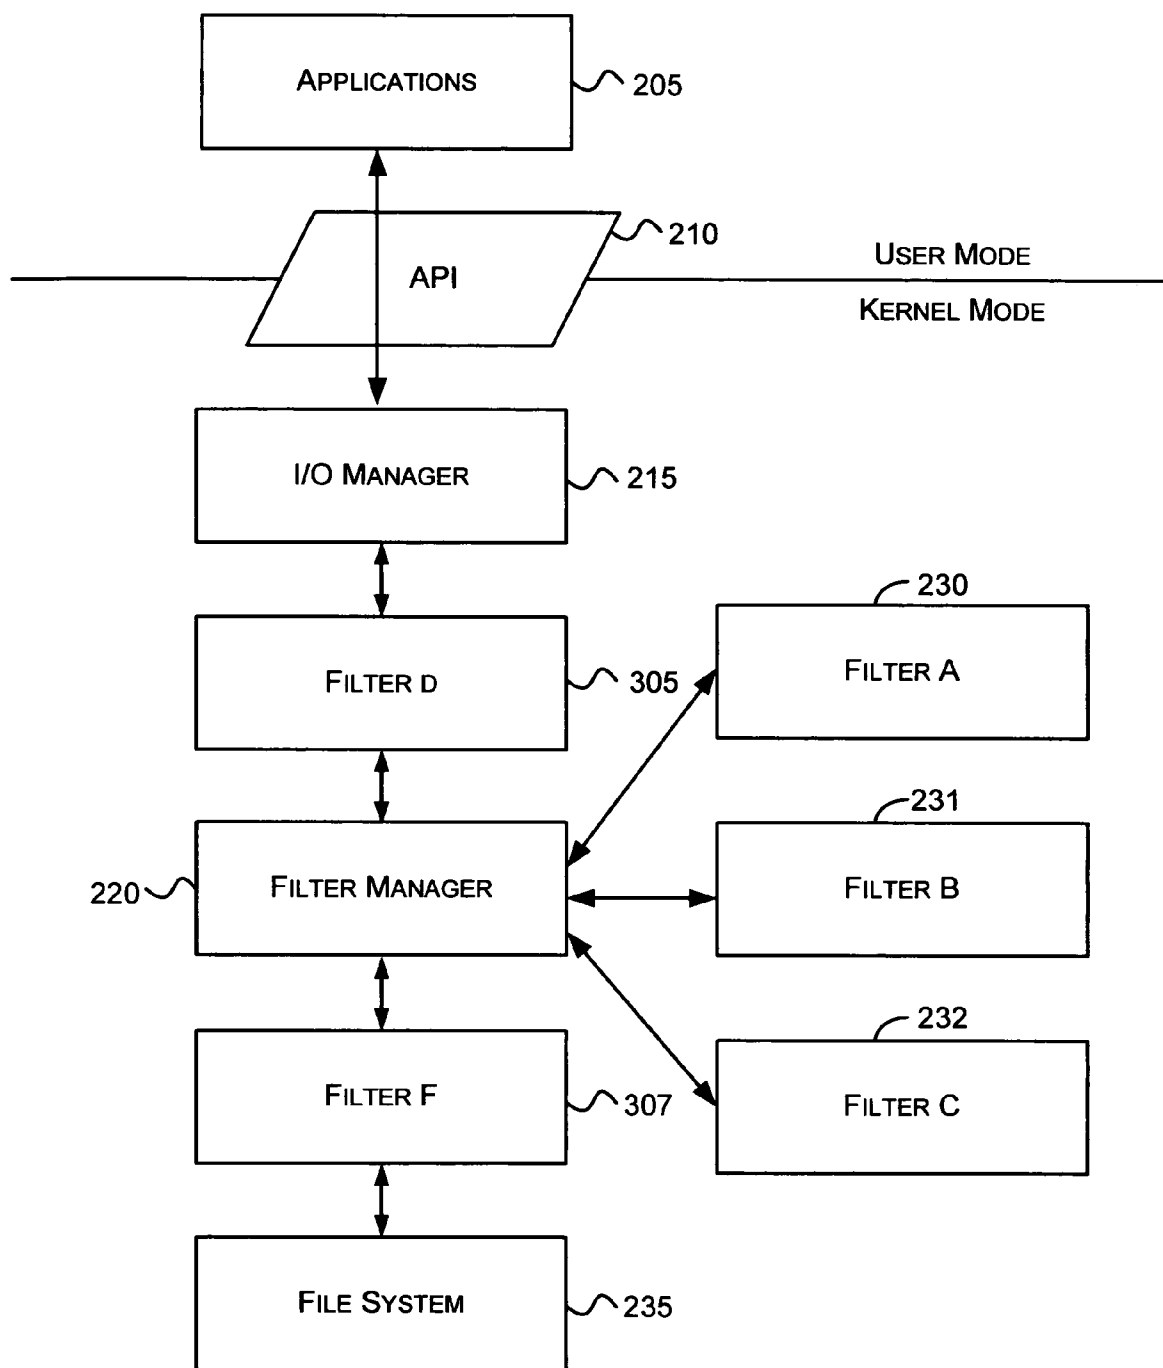 APPLICATIONS
205
210
API
USER MODE
KERNEL MODE
I/O MANAGER
215
230
FILTER D
305
FILTER A
231
220
FILTER MANAGER
FILTER B
232
FILTER F
307
FILTER C
FILE SYSTEM
235